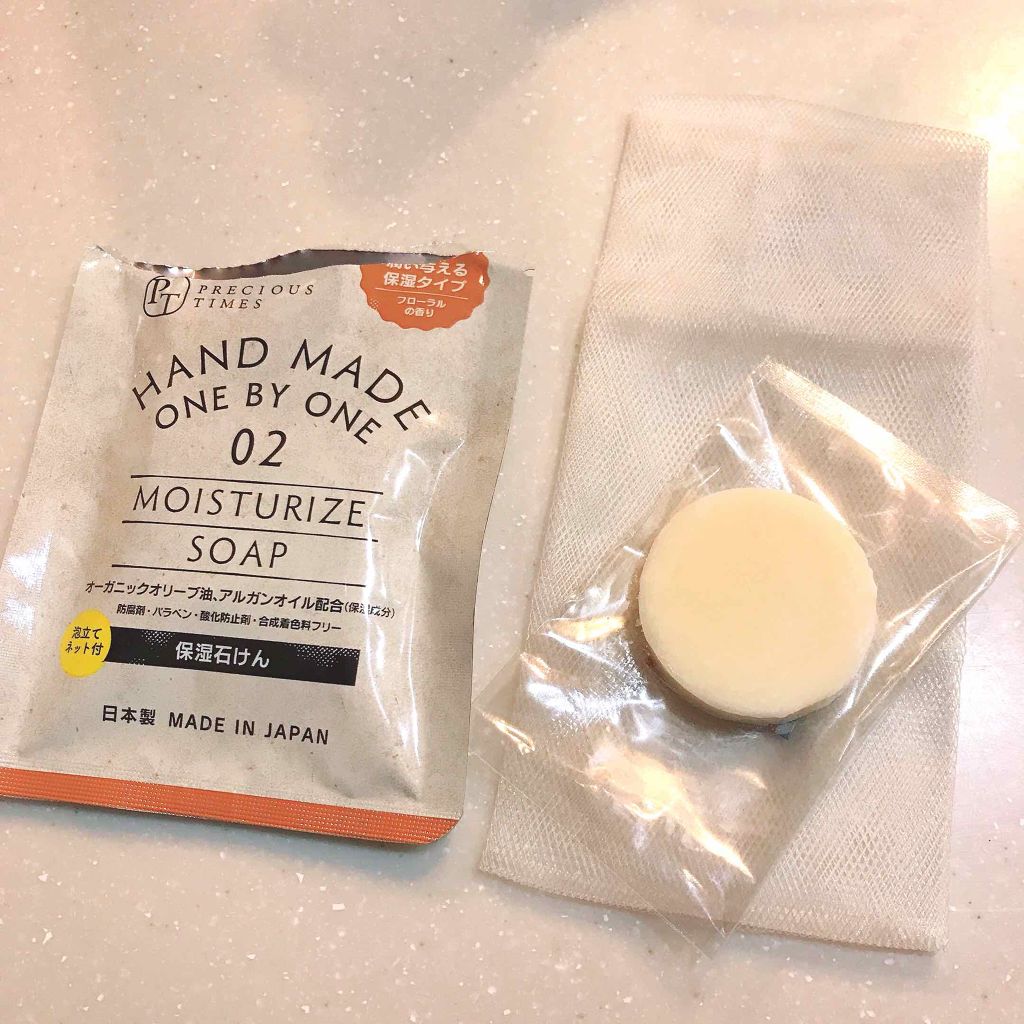 PT
PRECIOUS
TIMES
潤い与える
保湿タイプ
フローラル
の香り
HAND MADE
ONE BY ONE
02
MOISTURIZE
SOAP
オーガニックオリーブ油、アルガンオイル配合(保湿成分)
防腐剤・パラベン・酸化防止剤・合成着色料フリー
泡立て
ネット付
保湿石けん
日本製 MADE IN JAPAN